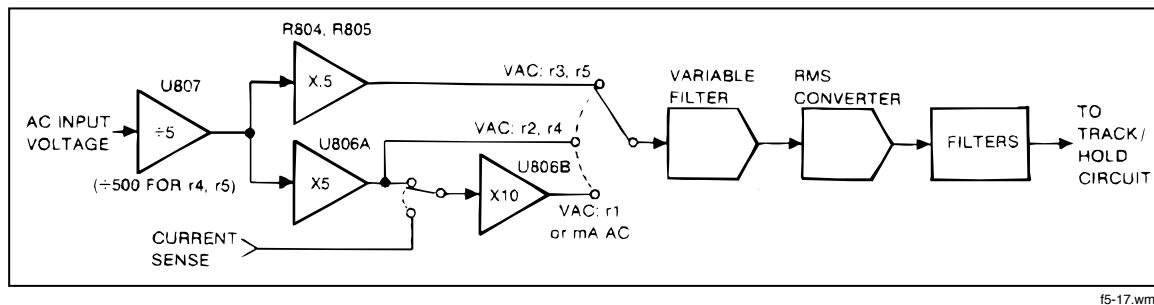 R804, R805
X.5
U807
÷5
AC INPUT
VOLTAGE
(÷500 FOR r4, r5)
U806A
X5
CURRENT
SENSE
VAC: r3, r5
VAC: r2, r4
U806B
X10
VAC: r1
or mA AC
VARIABLE
FILTER
RMS
CONVERTER
FILTERS
TO
TRACK/
HOLD
CIRCUIT
f5-17.wm